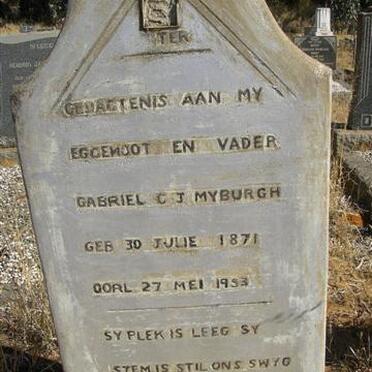 TER
GEDAGTENIS AAN MY
EGGENOOT EN VADER
GABRIEL C J MYBURGH
GEB 30 JULIE 1871
OORL 27 MEI 1953
SY PLEK IS LEEG SY
STEM IS STIL ONS SWYG